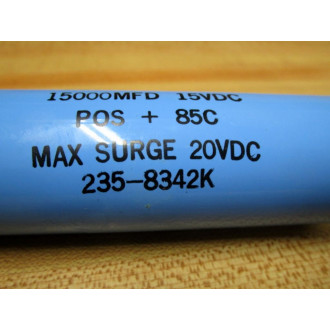 15000MFD 15VDC
POS + 85C
MAX SURGE 20VDC
235-8342K